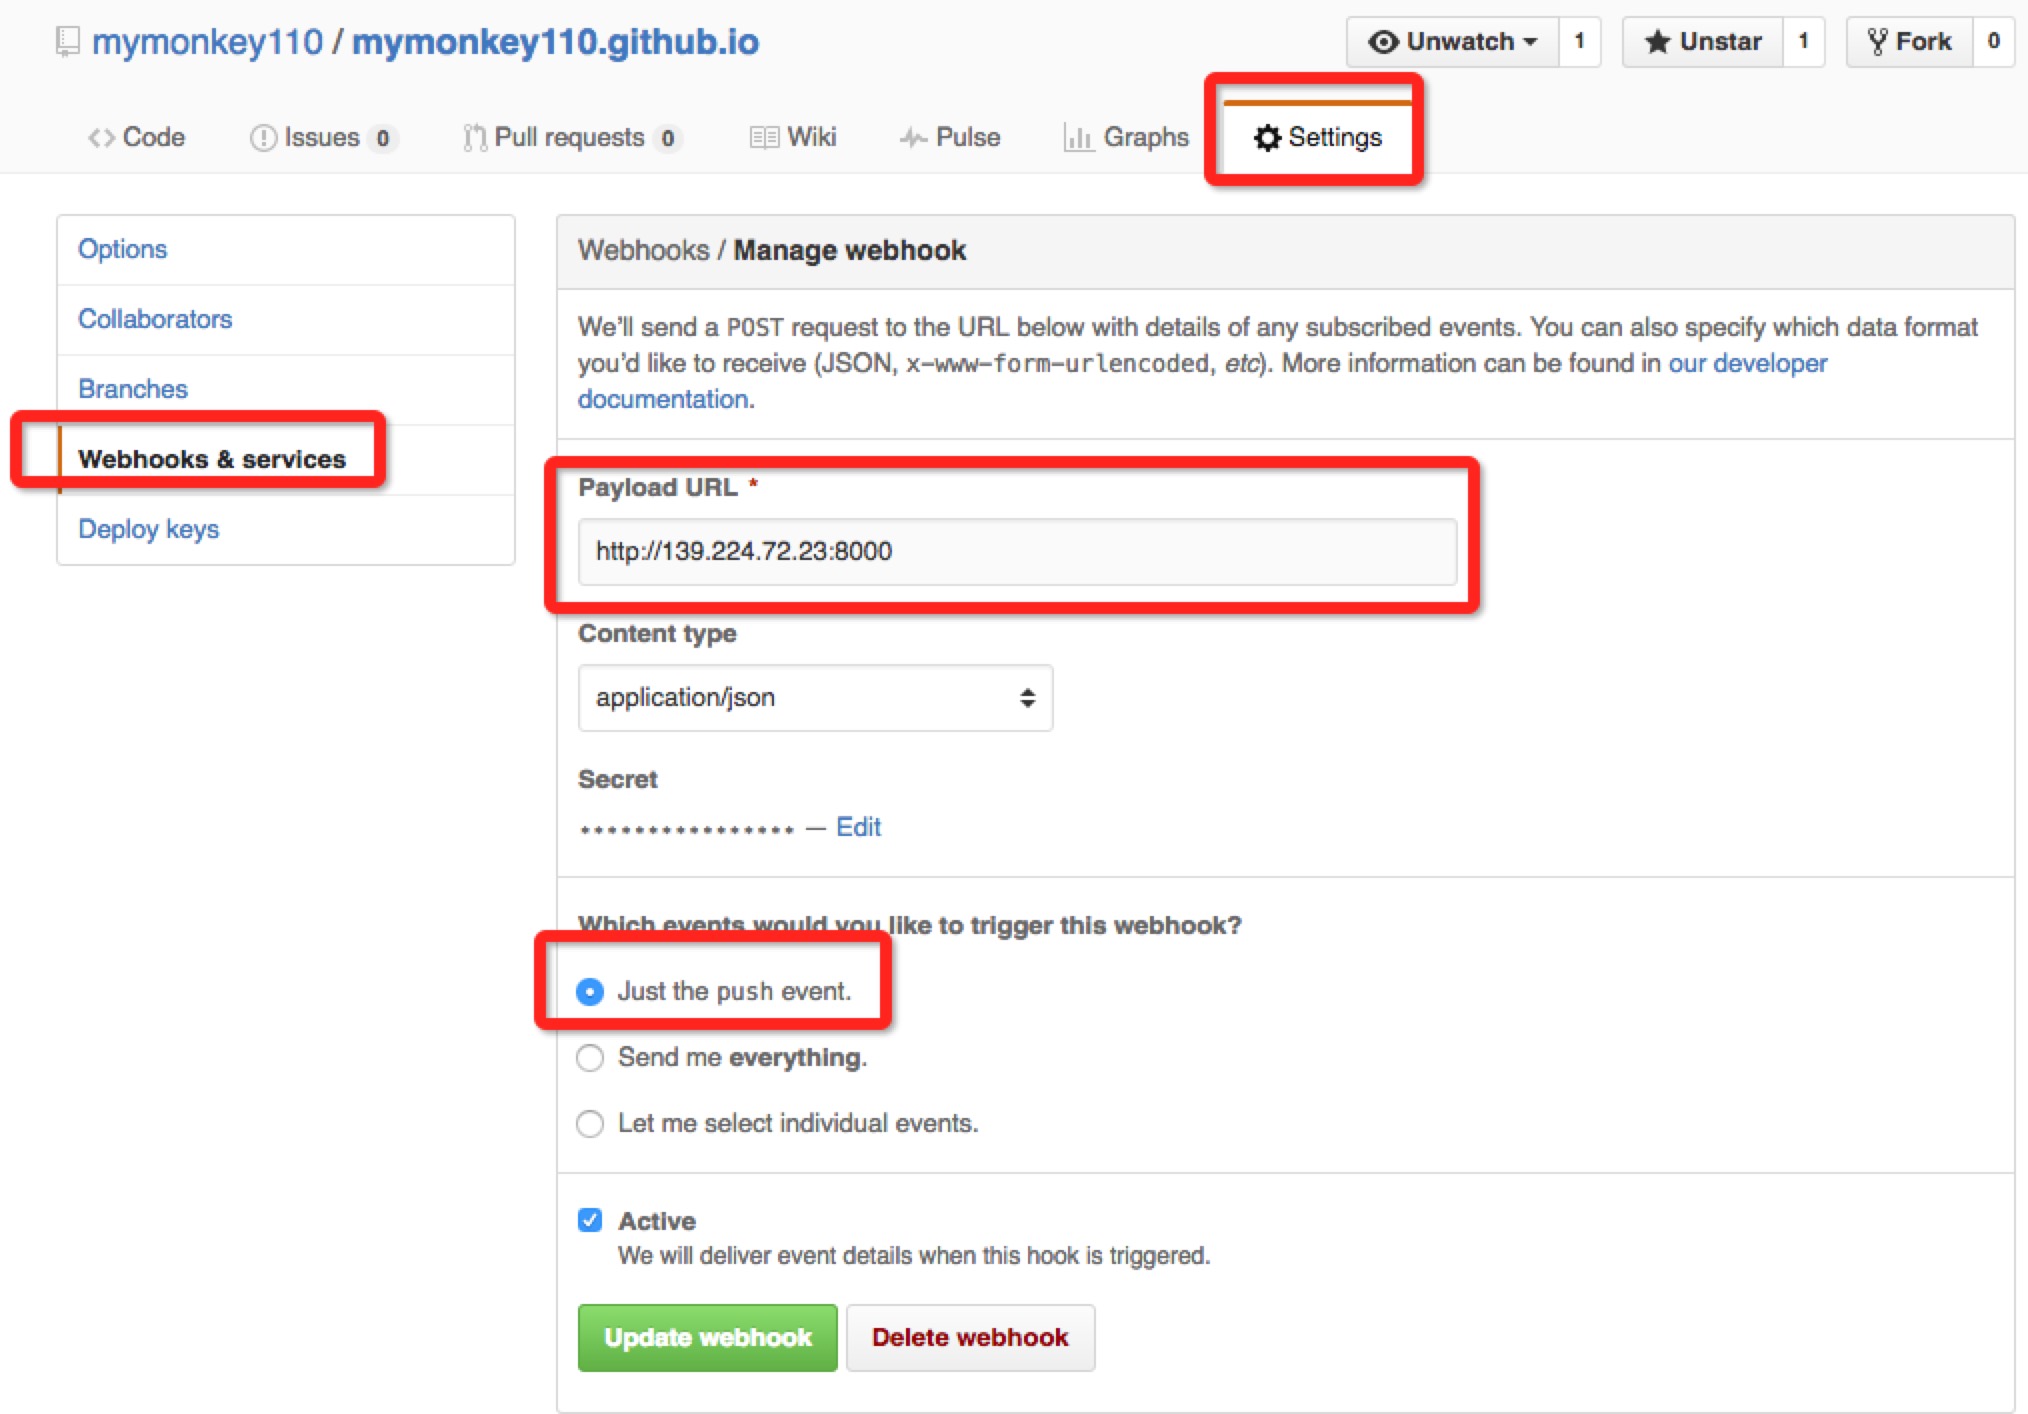 mymonkey110 / mymonkey110.github.io
Unwatch 1 Unstar 1 Fork 0
Code Issues 0 Pull requests 0 Wiki Pulse Graphs Settings
Options
Collaborators
Branches
Webhooks & services
Deploy keys
Webhooks / Manage webhook
We'll send a POST request to the URL below with details of any subscribed events. You can also specify which data format
you'd like to receive (JSON, x-www-form-urlencoded, etc). More information can be found in our developer
documentation.
Payload URL *
http://139.224.72.23:8000
Content type
application/json
Secret
**************** — Edit
Which events would you like to trigger this webhook?
Just the push event.
Send me everything.
Let me select individual events.
Active
We will deliver event details when this hook is triggered.
Update webhook Delete webhook